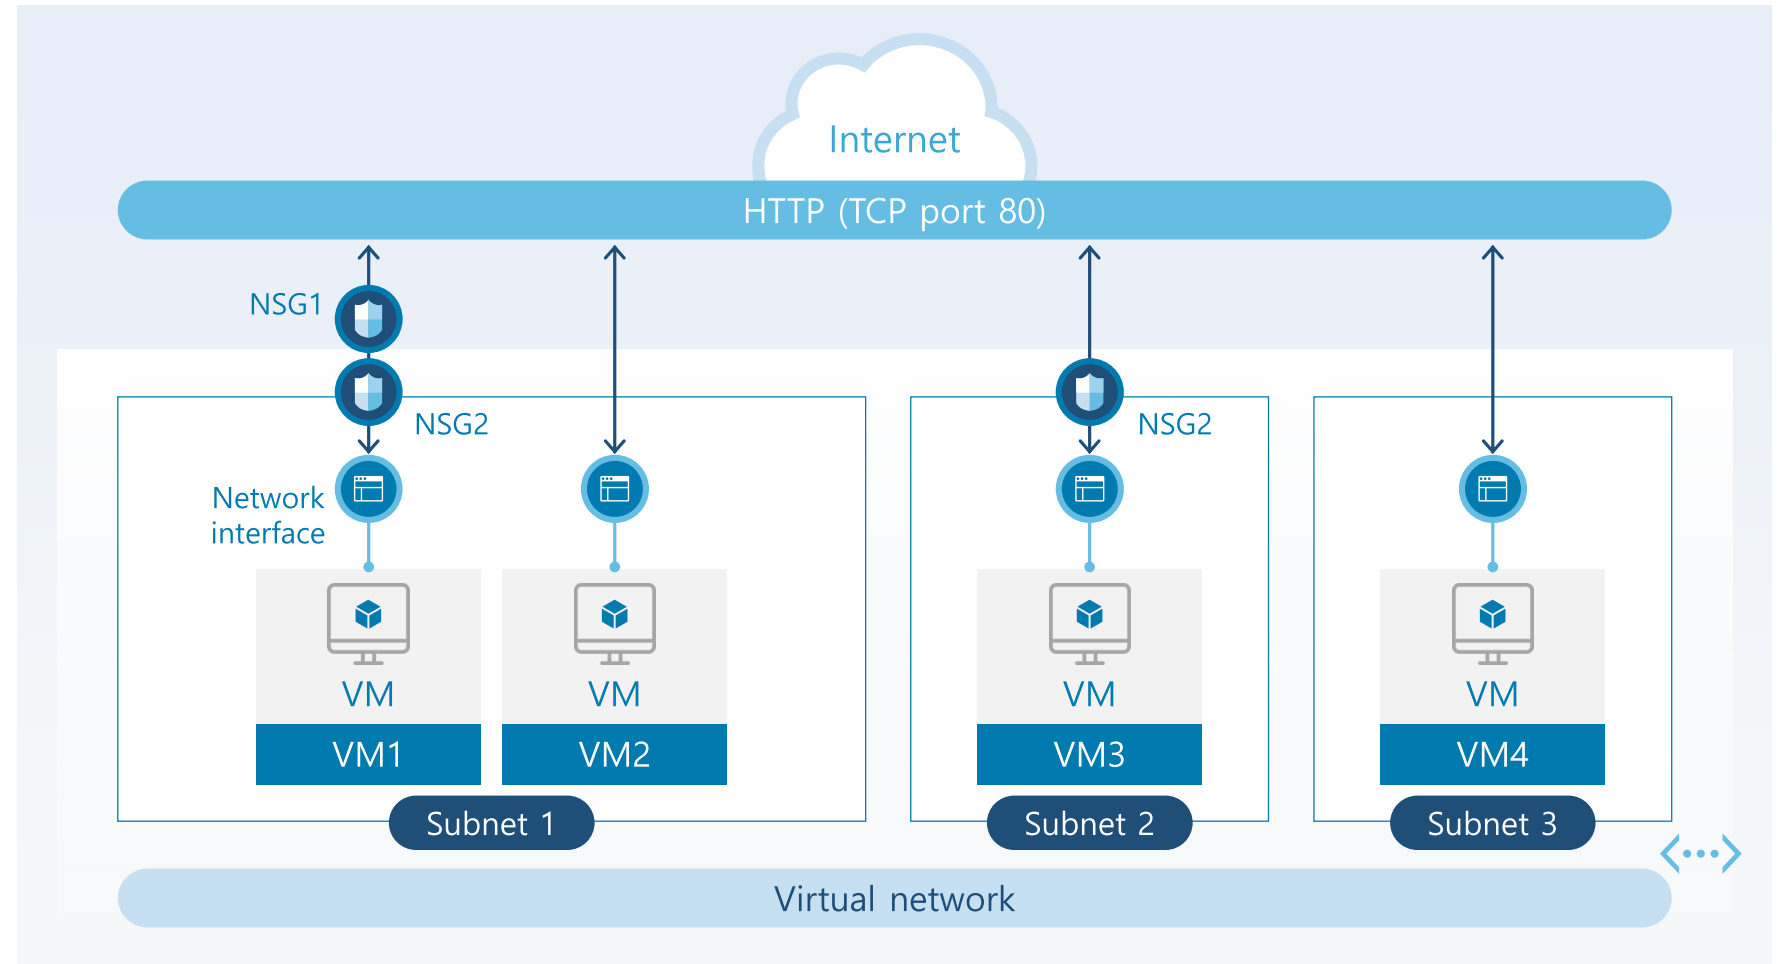 Internet
HTTP (TCP port 80)
NSG1
NSG2
NSG2
Network
interface
VM
VM
VM
VM
VM1
VM2
VM3
VM4
Subnet 1
Subnet 2
Subnet 3
Virtual network